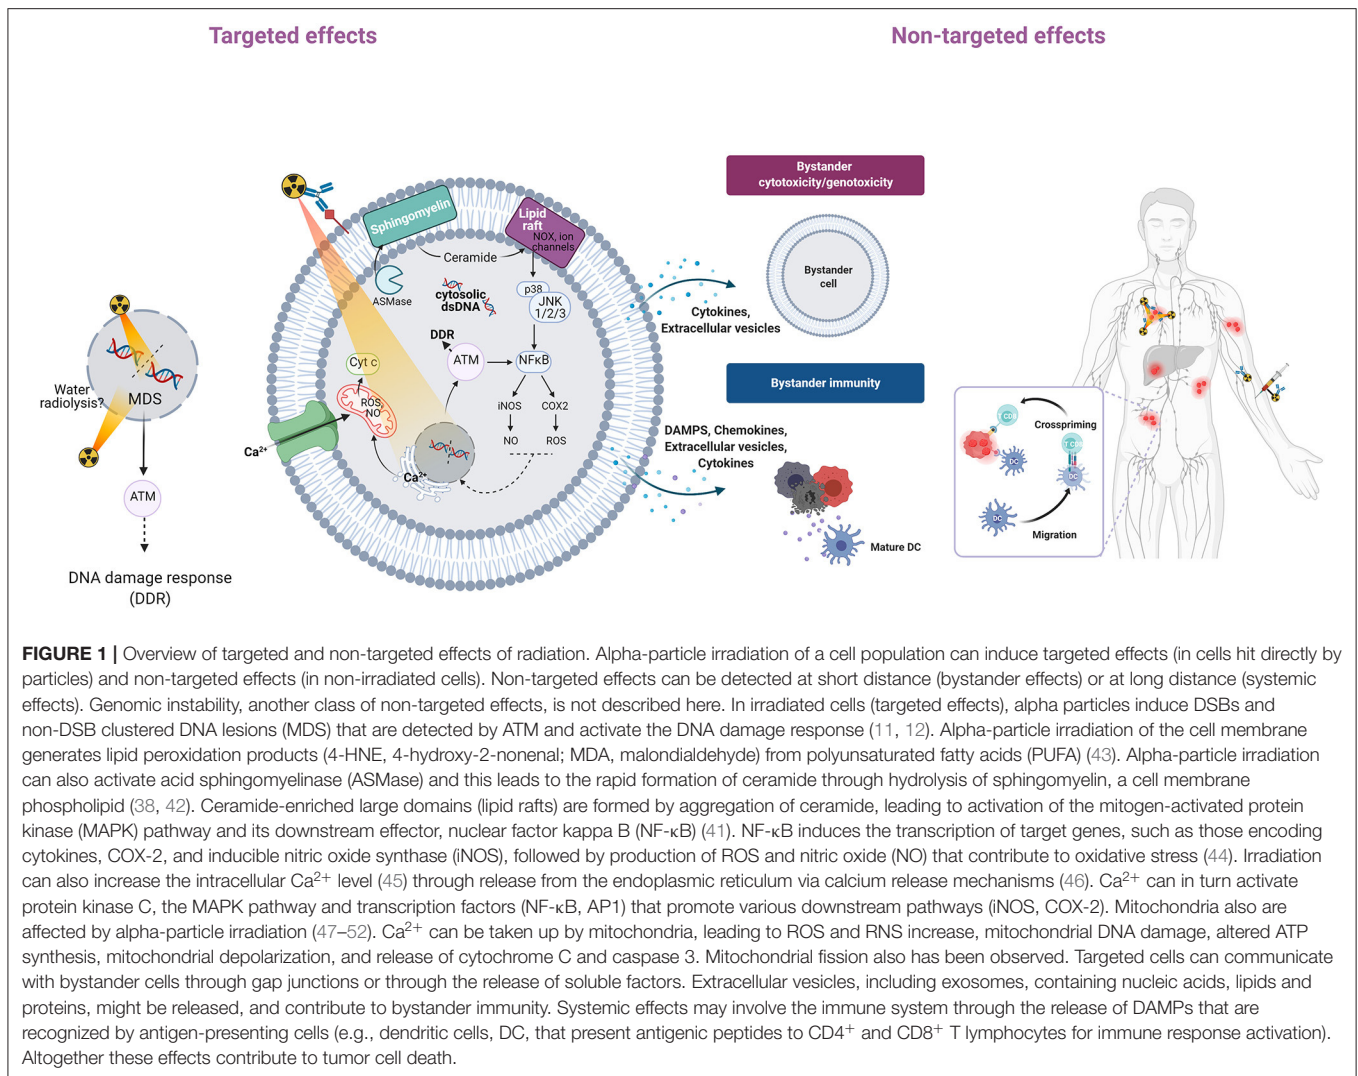 Targeted effects
Non-targeted effects
Water
radiolysis?
MDS
ATM
DNA damage response
(DDR)
Sphingomyelin
Lipid
raft
NOX, ion
channels
Ceramide
ASMase
cytosolic
dsDNA
p38
JNK
1/2/3
DDR
ATM
NFκB
Cyt c
ROS,
NO
iNOS
COX2
NO
ROS
Ca²⁺
Ca²⁺
Bystander
cytotoxicity/genotoxicity
Bystander
cell
Cytokines,
Extracellular vesicles
Bystander immunity
DAMPS, Chemokines,
Extracellular vesicles,
Cytokines
Mature DC
T CD8
Crosspriming
T CD8
DC
DC
DC
Migration
FIGURE 1 | Overview of targeted and non-targeted effects of radiation. Alpha-particle irradiation of a cell population can induce targeted effects (in cells hit directly by
particles) and non-targeted effects (in non-irradiated cells). Non-targeted effects can be detected at short distance (bystander effects) or at long distance (systemic
effects). Genomic instability, another class of non-targeted effects, is not described here. In irradiated cells (targeted effects), alpha particles induce DSBs and
non-DSB clustered DNA lesions (MDS) that are detected by ATM and activate the DNA damage response (11, 12). Alpha-particle irradiation of the cell membrane
generates lipid peroxidation products (4-HNE, 4-hydroxy-2-nonenal; MDA, malondialdehyde) from polyunsaturated fatty acids (PUFA) (43). Alpha-particle irradiation
can also activate acid sphingomyelinase (ASMase) and this leads to the rapid formation of ceramide through hydrolysis of sphingomyelin, a cell membrane
phospholipid (38, 42). Ceramide-enriched large domains (lipid rafts) are formed by aggregation of ceramide, leading to activation of the mitogen-activated protein
kinase (MAPK) pathway and its downstream effector, nuclear factor kappa B (NF-κB) (41). NF-κB induces the transcription of target genes, such as those encoding
cytokines, COX-2, and inducible nitric oxide synthase (iNOS), followed by production of ROS and nitric oxide (NO) that contribute to oxidative stress (44). Irradiation
can also increase the intracellular Ca²⁺ level (45) through release from the endoplasmic reticulum via calcium release mechanisms (46). Ca²⁺ can in turn activate
protein kinase C, the MAPK pathway and transcription factors (NF-κB, AP1) that promote various downstream pathways (iNOS, COX-2). Mitochondria also are
affected by alpha-particle irradiation (47–52). Ca²⁺ can be taken up by mitochondria, leading to ROS and RNS increase, mitochondrial DNA damage, altered ATP
synthesis, mitochondrial depolarization, and release of cytochrome C and caspase 3. Mitochondrial fission also has been observed. Targeted cells can communicate
with bystander cells through gap junctions or through the release of soluble factors. Extracellular vesicles, including exosomes, containing nucleic acids, lipids and
proteins, might be released, and contribute to bystander immunity. Systemic effects may involve the immune system through the release of DAMPs that are
recognized by antigen-presenting cells (e.g., dendritic cells, DC, that present antigenic peptides to CD4⁺ and CD8⁺ T lymphocytes for immune response activation).
Altogether these effects contribute to tumor cell death.